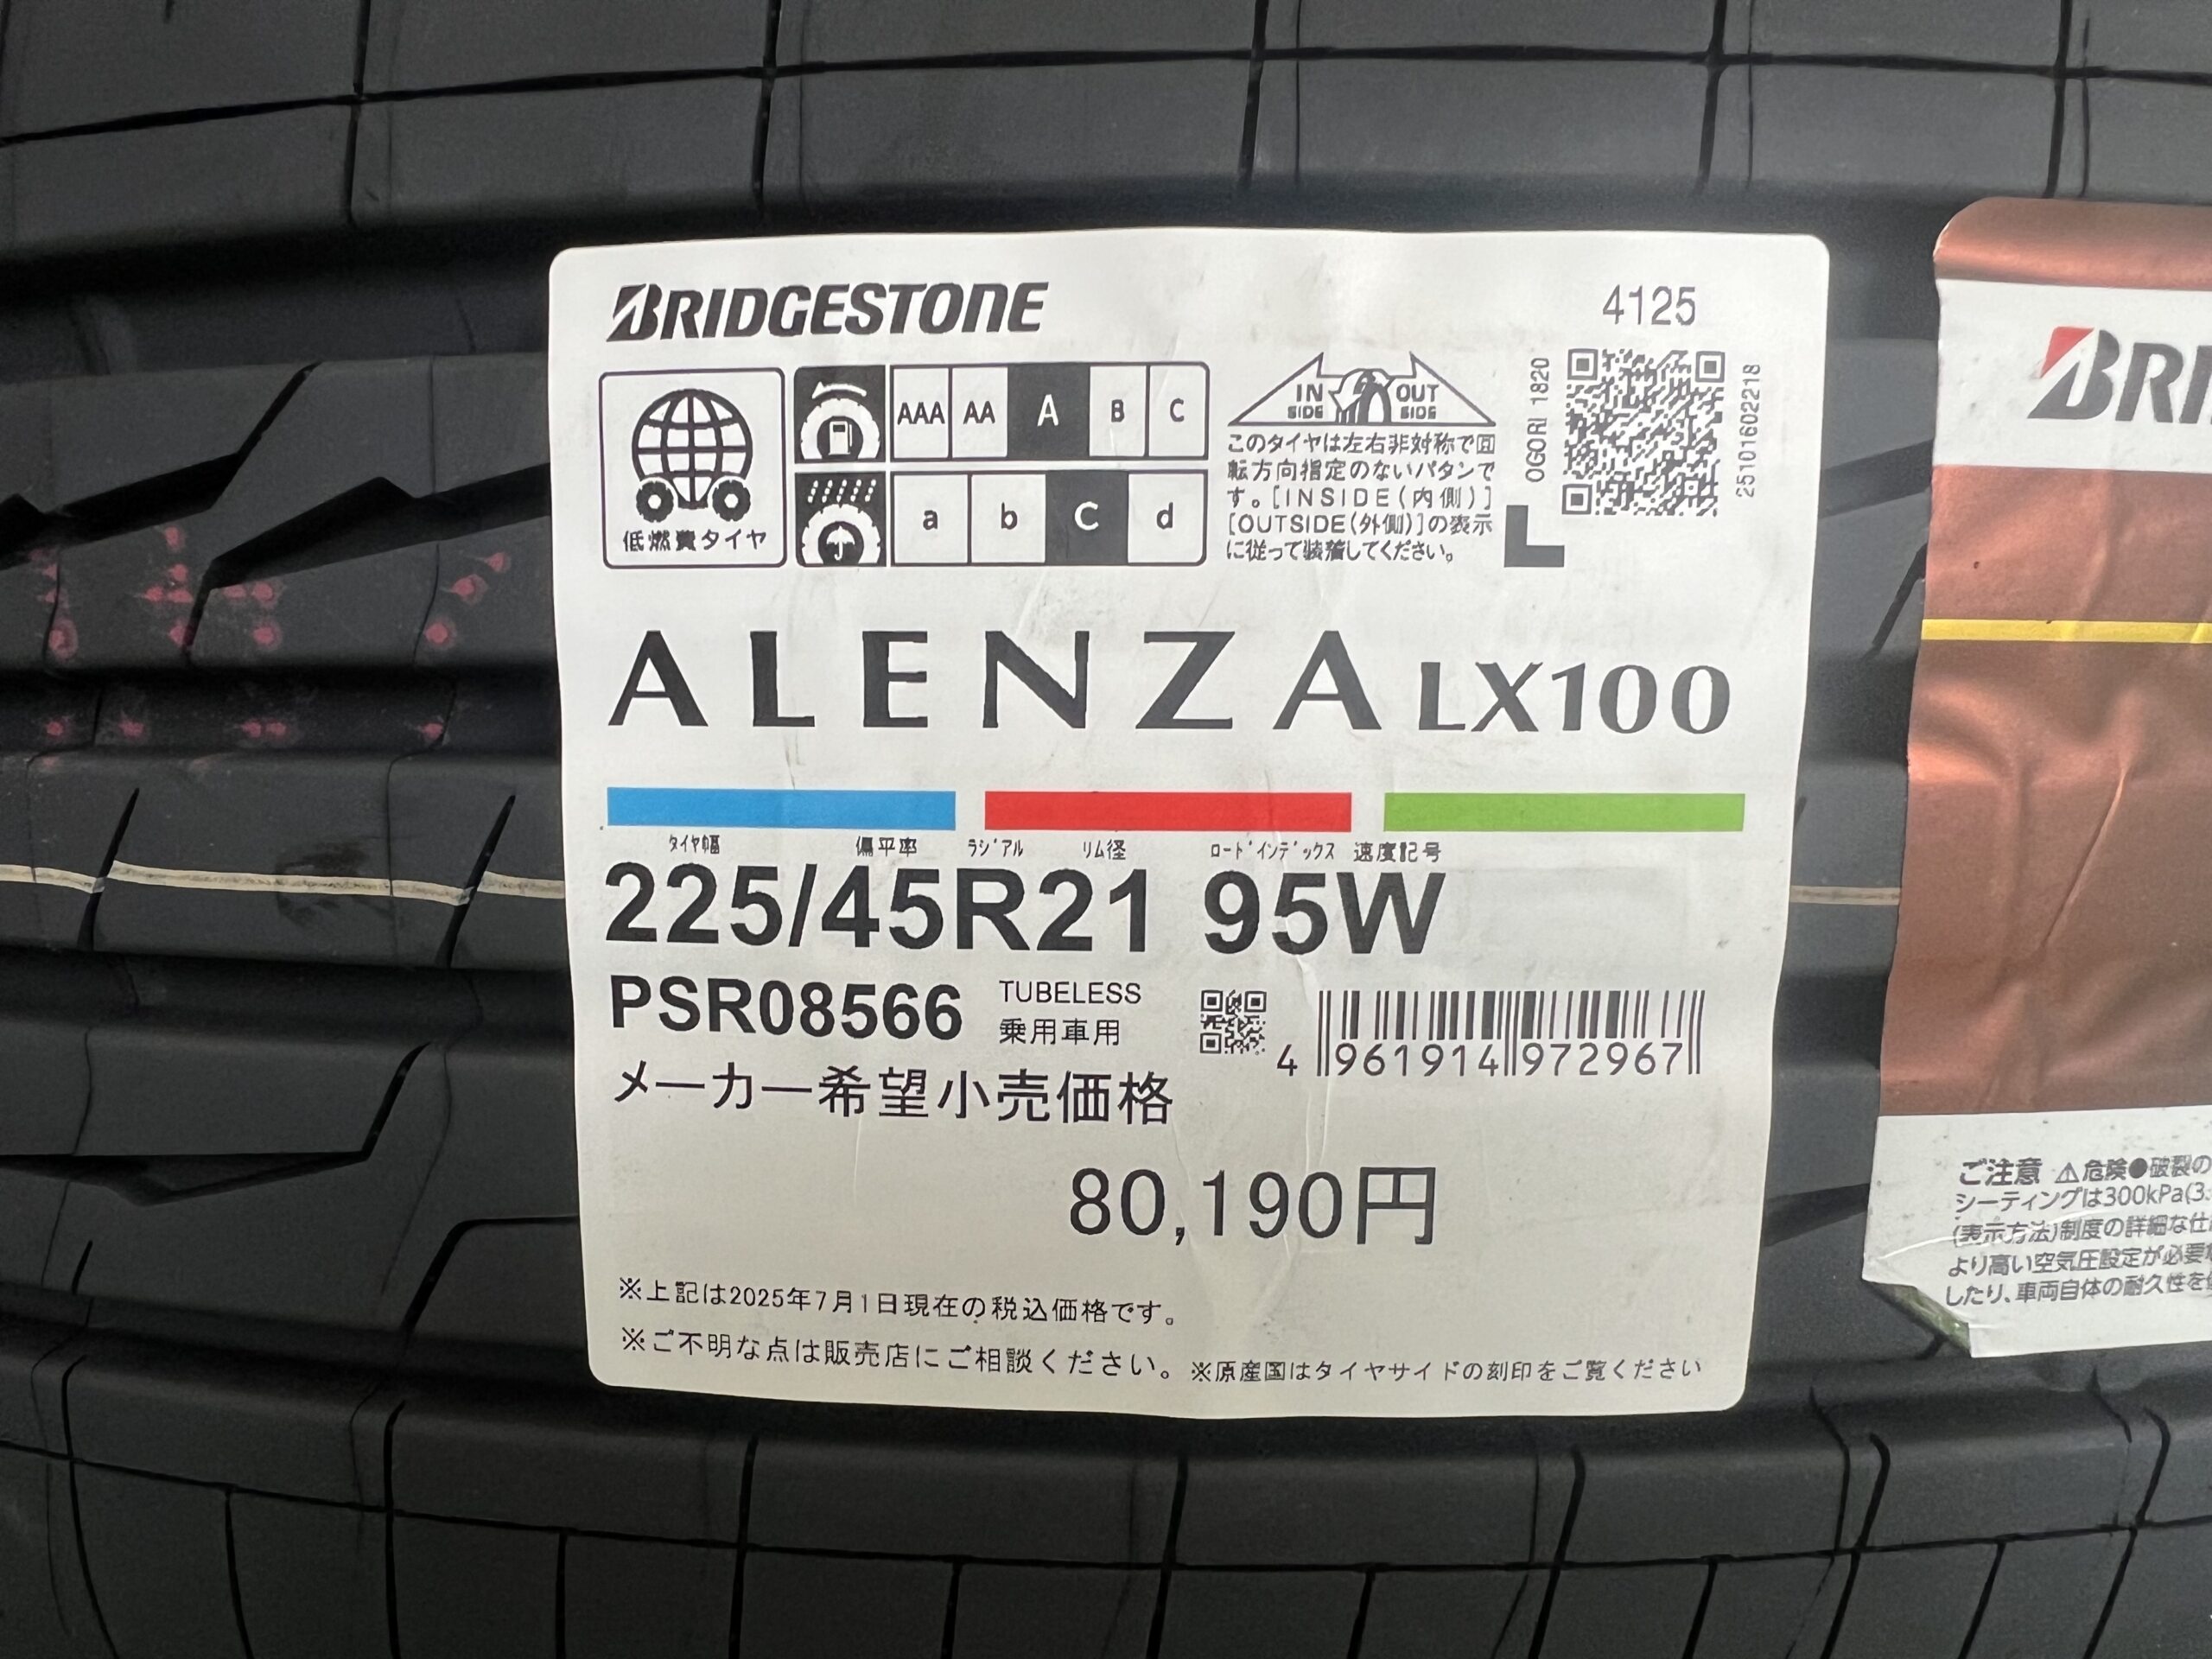 BRIDGESTONE
4125
低燃費タイヤ
AAA AA A B C
a b c d
IN SIDE OUT SIDE
このタイヤは左右非対称で回
転方向指定のないパタンで
す。[INSIDE(内側)]
[OUTSIDE(外側)]の表示
に従って装着してください。
L
OGORI 1820
25101602218
ALENZA LX100
タイヤ幅 偏平率 ラジアル リム径 ロードインデックス 速度記号
225/45R21 95W
PSR08566
TUBELESS
乗用車用
4 961914 972967
メーカー希望小売価格
80,190円
※上記は2025年7月1日現在の税込価格です。
※ご不明な点は販売店にご相談ください。※原産国はタイヤサイドの刻印をご覧ください
BRI
ご注意 ⚠危険●破裂の
シーティングは300kPa(3.
(表示方法)制度の詳細な仕
より高い空気圧設定が必要
したり、車両自体の耐久性を